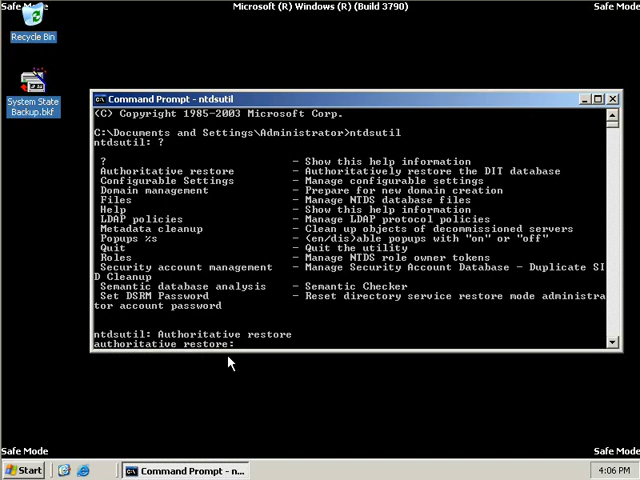 Safe Mode
Microsoft (R) Windows (R) (Build 3790)
Safe Mode
Recycle Bin
System State
Backup.bkf
Command Prompt - ntdsutil
(C) Copyright 1985-2003 Microsoft Corp.
C:\Documents and Settings\Administrator>ntdsutil
ntdsutil: ?
? - Show this help information
Authoritative restore - Authoritatively restore the DIT database
Configurable Settings - Manage configurable settings
Domain management - Prepare for new domain creation
Files - Manage NTDS database files
Help - Show this help information
LDAP policies - Manage LDAP protocol policies
Metadata cleanup - Clean up objects of decommissioned servers
Popups %s - (en/dis)able popups with "on" or "off"
Quit - Quit the utility
Roles - Manage NTDS role owner tokens
Security account management - Manage Security Account Database - Duplicate SI
D Cleanup
Semantic database analysis - Semantic Checker
Set DSRM Password - Reset directory service restore mode administra
tor account password
ntdsutil: Authoritative restore
authoritative restore:
Safe Mode
Safe Mode
Start
Command Prompt - n...
4:06 PM